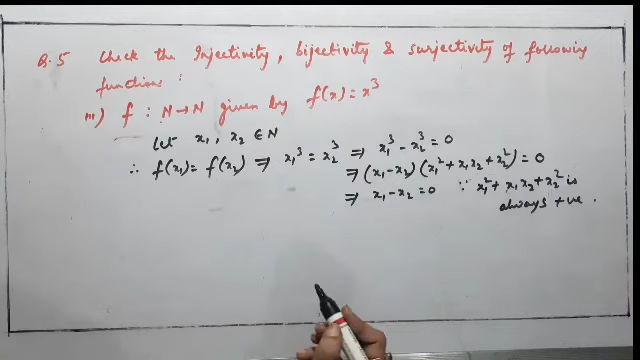 Q.5 Check the Injectivity, bijectivity & surjectivity of following
functions :
iii) f : N→N given by f(x) = x³
Let x₁, x₂ ∈ N
∴ f(x₁) = f(x₂) ⇒ x₁³ = x₂³ ⇒ x₁³ - x₂³ = 0
⇒ (x₁-x₂)(x₁²+x₁x₂+x₂²) = 0
⇒ x₁-x₂ = 0 ∵ x₁²+x₁x₂+x₂² is
always +ve.